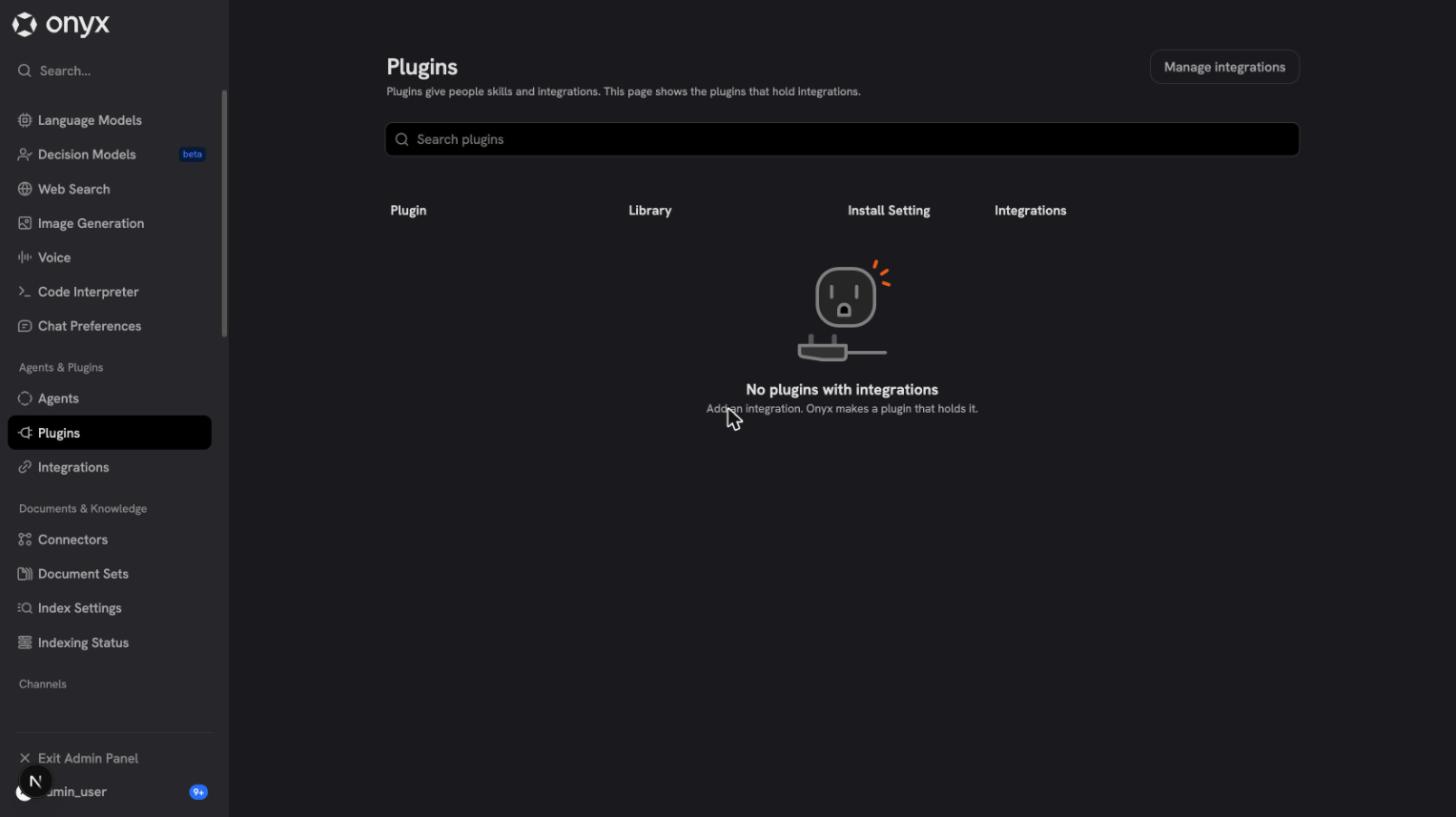 onyx
Search...
Language Models
Decision Models beta
Web Search
Image Generation
Voice
Code Interpreter
Chat Preferences
Agents & Plugins
Agents
Plugins
Integrations
Documents & Knowledge
Connectors
Document Sets
Index Settings
Indexing Status
Channels
Exit Admin Panel
N
min_user 9+
Plugins
Manage integrations
Plugins give people skills and integrations. This page shows the plugins that hold integrations.
Search plugins
Plugin Library Install Setting Integrations
No plugins with integrations
Add an integration. Onyx makes a plugin that holds it.